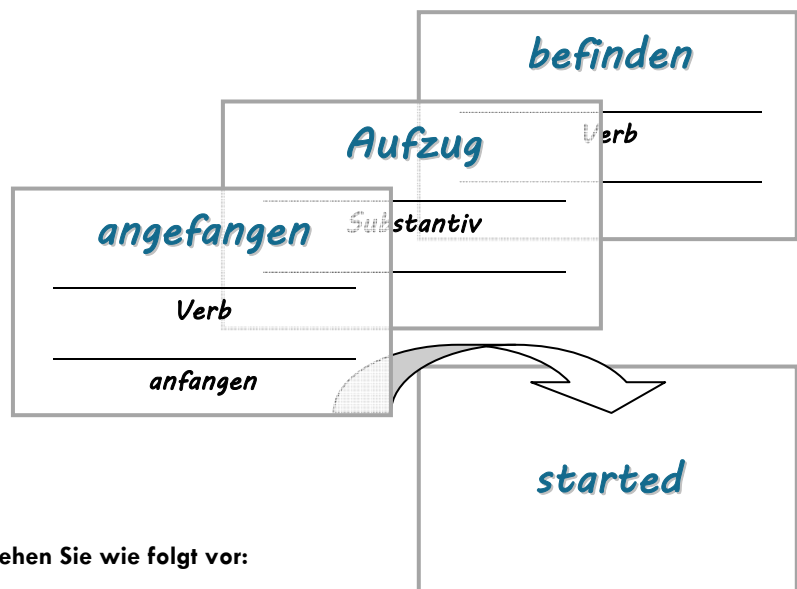 befinden
Verb
Aufzug
Substantiv
angefangen
Verb
anfangen
started
ehen Sie wie folgt vor: